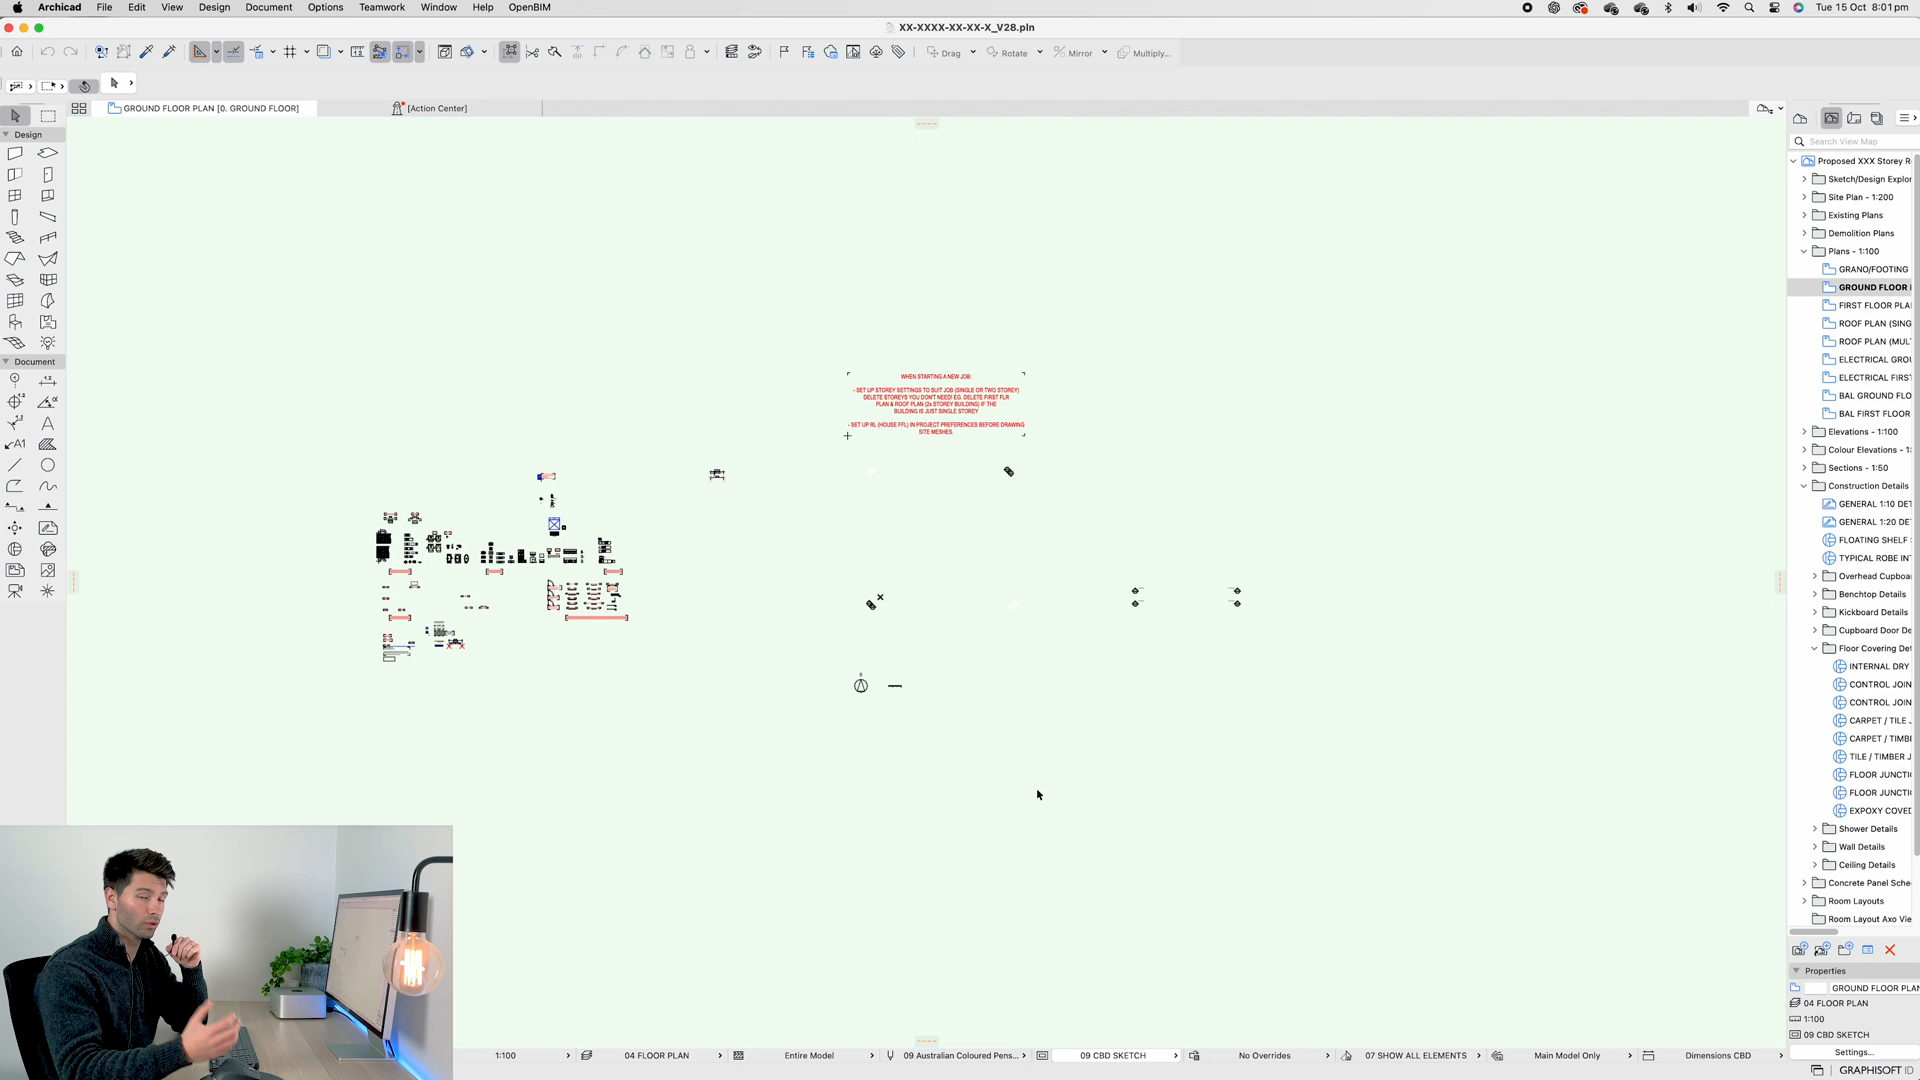 Archicad File Edit View Design Document Options Teamwork Window Help OpenBIM
Tue 15 Oct 8:01pm
XX-XXXX-XX-XX-X_V28.pln
Drag
Rotate
Mirror
Multiply...
GROUND FLOOR PLAN [0. GROUND FLOOR]
[Action Center]
Design
Document
A1
WHEN STARTING A NEW JOB:
- SET UP STOREY SETTINGS TO SUIT JOB (SINGLE OR TWO STOREY)
DELETE STOREYS YOU DON'T NEED! EG. DELETE FIRST FLR
PLAN & ROOF PLAN (2x STOREY BUILDING) IF THE
BUILDING IS JUST SINGLE STOREY
- SET UP RL (HOUSE FFL) IN PROJECT PREFERENCES BEFORE DRAWING
SITE MESHES.
Search View Map
Proposed XXX Storey R
Sketch/Design Explor
Site Plan - 1:200
Existing Plans
Demolition Plans
Plans - 1:100
GRANO/FOOTING
GROUND FLOOR
FIRST FLOOR PLA
ROOF PLAN (SING
ROOF PLAN (MUL
ELECTRICAL GROU
ELECTRICAL FIRST
BAL GROUND FLO
BAL FIRST FLOOR
Elevations - 1:100
Colour Elevations - 1:
Sections - 1:50
Construction Details
GENERAL 1:10 DET
GENERAL 1:20 DE
FLOATING SHELF
TYPICAL ROBE INT
Overhead Cupboa
Benchtop Details
Kickboard Details
Cupboard Door De
Floor Covering Det
INTERNAL DRY
CONTROL JOIN
CONTROL JOIN
CARPET / TILE J
CARPET / TIMBE
TILE / TIMBER J
FLOOR JUNCTI
FLOOR JUNCTI
EXPOXY COVED
Shower Details
Wall Details
Ceiling Details
Concrete Panel Sche
Room Layouts
Room Layout Axo Vie
Properties
GROUND FLOOR PLAN
04 FLOOR PLAN
1:100
09 CBD SKETCH
Settings...
1:100
04 FLOOR PLAN
Entire Model
09 Australian Coloured Pens...
09 CBD SKETCH
No Overrides
07 SHOW ALL ELEMENTS
Main Model Only
Dimensions CBD
GRAPHISOFT ID